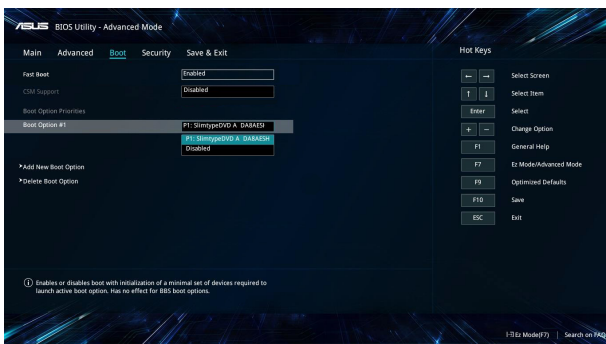 ASUS BIOS Utility - Advanced Mode
Main Advanced Boot Security Save & Exit
Hot Keys
Fast Boot Enabled
CSM Support Disabled
Boot Option Priorities
Boot Option #1 P1: SlimtypeDVD A DA8AESH
P1: SlimtypeDVD A DA8AESH
Disabled
Add New Boot Option
Delete Boot Option
← → Select Screen
↑ ↓ Select Item
Enter Select
+ − Change Option
F1 General Help
F7 Ez Mode/Advanced Mode
F9 Optimized Defaults
F10 Save
ESC Exit
Enables or disables boot with initialization of a minimal set of devices required to
launch active boot option. Has no effect for BBS boot options.
Ez Mode(F7) | Search on FAQ